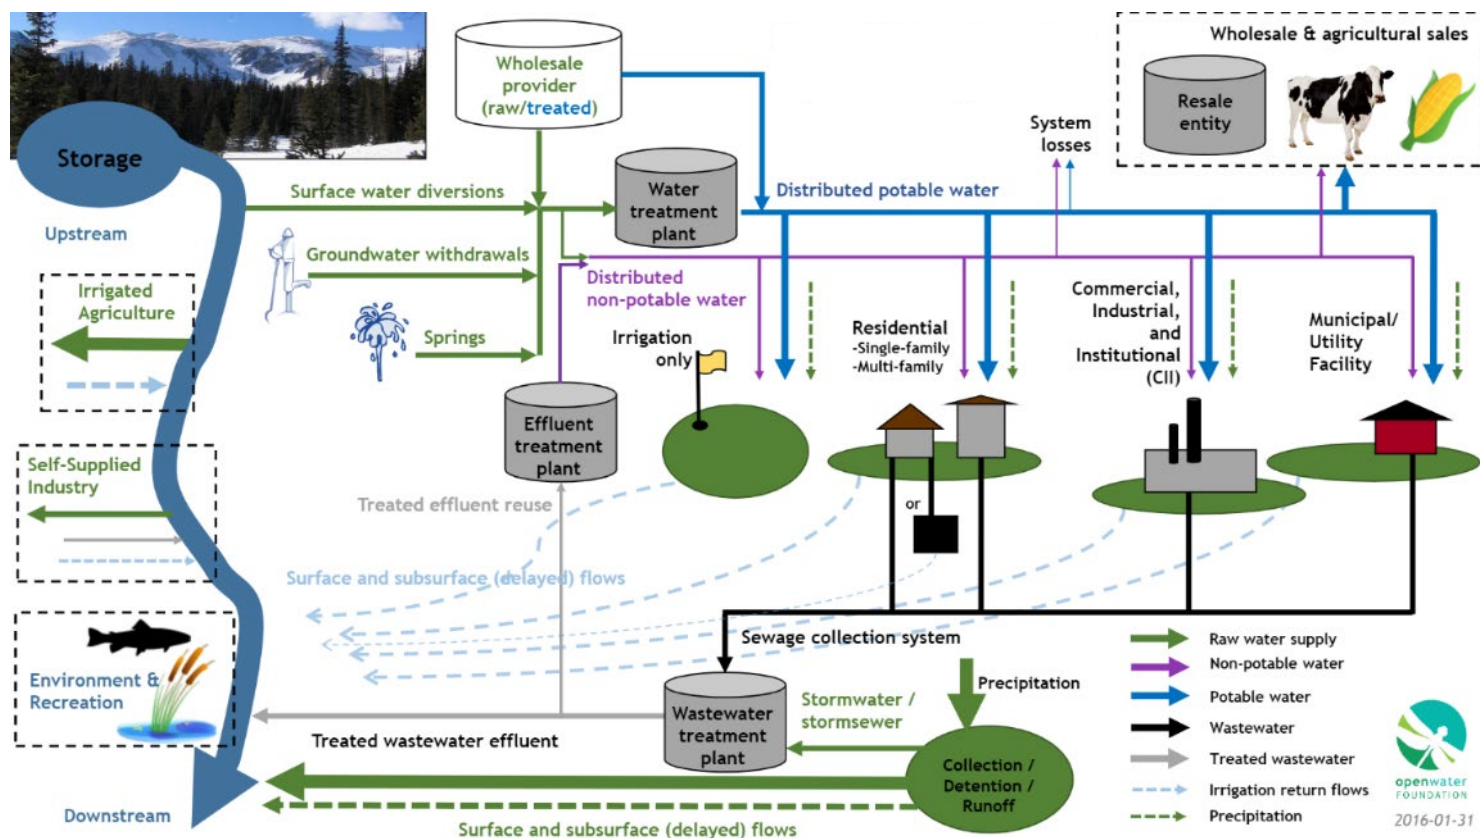 Wholesale
provider
(raw/treated)
Wholesale & agricultural sales
Resale
entity
Storage
System
losses
Surface water diversions
Water
treatment
plant
Distributed potable water
Upstream
Groundwater withdrawals
Distributed
non-potable water
Irrigated
Agriculture
Springs
Irrigation
only
Residential
-Single-family
-Multi-family
Commercial,
Industrial,
and
Institutional
(CII)
Municipal/
Utility
Facility
Effluent
treatment
plant
Self-Supplied
Industry
Treated effluent reuse
or
Surface and subsurface (delayed) flows
Environment &
Recreation
Sewage collection system
Precipitation
Wastewater
treatment
plant
Stormwater /
stormsewer
Treated wastewater effluent
Collection /
Detention /
Runoff
Downstream
Surface and subsurface (delayed) flows
Raw water supply
Non-potable water
Potable water
Wastewater
Treated wastewater
Irrigation return flows
Precipitation
openwater
FOUNDATION
2016-01-31